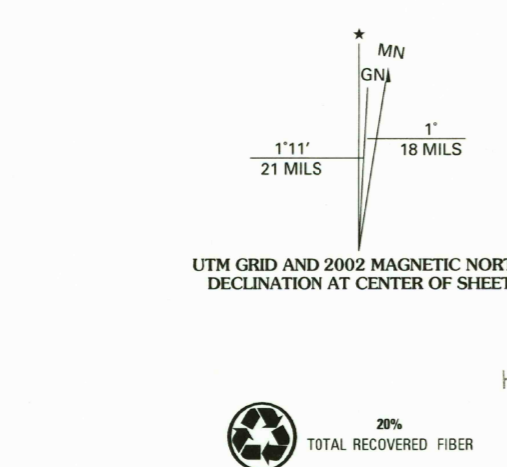 ★
MN
GN
1°11'
21 MILS
1°
18 MILS
UTM GRID AND 2002 MAGNETIC NORT
DECLINATION AT CENTER OF SHEET
20%
TOTAL RECOVERED FIBER